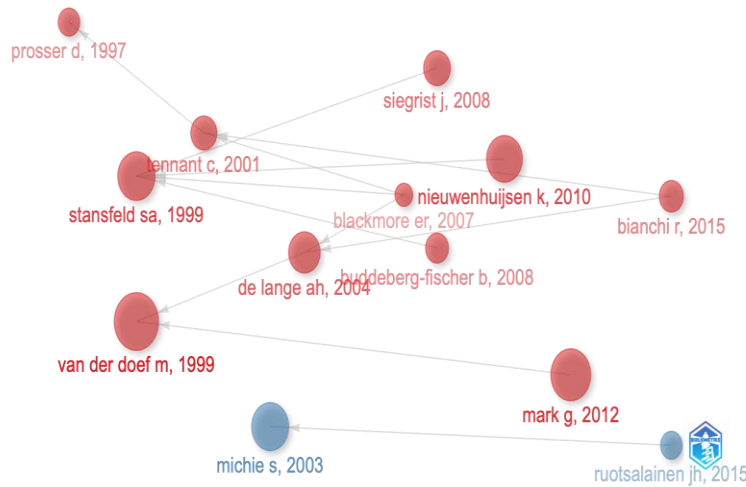 prosser d, 1997
siegrist j, 2008
tennant c, 2001
stansfeld sa, 1999
nieuwenhuijsen k, 2010
blackmore er, 2007
bianchi r, 2015
buddeberg-fischer b, 2008
de lange ah, 2004
van der doef m, 1999
mark g, 2012
michie s, 2003
ruotsalainen jh, 2015